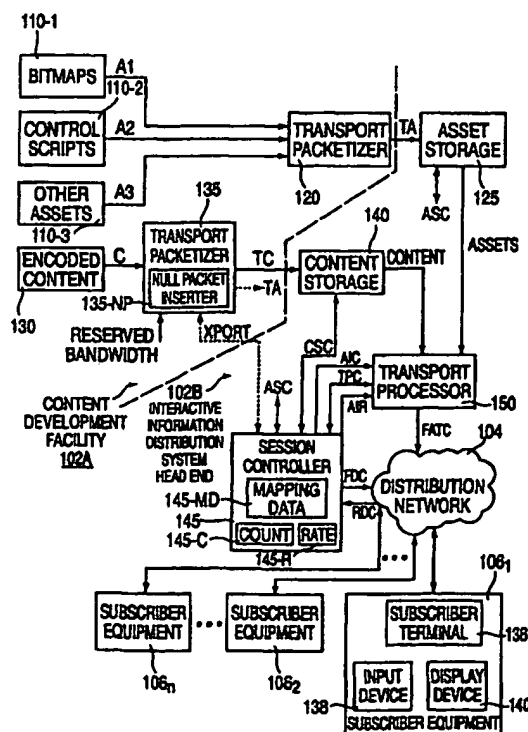 110-1
BITMAPS
A1
110-2
CONTROL
SCRIPTS
A2
OTHER
ASSETS
A3
110-3
ENCODED
CONTENT
130
C
TRANSPORT
PACKETIZER
120
TA
ASSET
STORAGE
125
ASC
ASSETS
135
TRANSPORT
PACKETIZER
NULL PACKET
INSERTER
135-NP
TC
TA
RESERVED
BANDWIDTH
XPORT
140
CONTENT
STORAGE
CONTENT
CSC
AIC
TPC
AIR
TRANSPORT
PROCESSOR
150
FATC
104
DISTRIBUTION
NETWORK
CONTENT
DEVELOPMENT
FACILITY
102A
102B
INTERACTIVE
INFORMATION
DISTRIBUTION
SYSTEM
HEAD END
ASC
SESSION
CONTROLLER
MAPPING
DATA
COUNT
RATE
145-MD
145
145-C
145-R
FDC
RDC
SUBSCRIBER
EQUIPMENT
106n
SUBSCRIBER
EQUIPMENT
1062
1061
SUBSCRIBER
TERMINAL
138
INPUT
DEVICE
138
DISPLAY
DEVICE
140
SUBSCRIBER EQUIPMENT